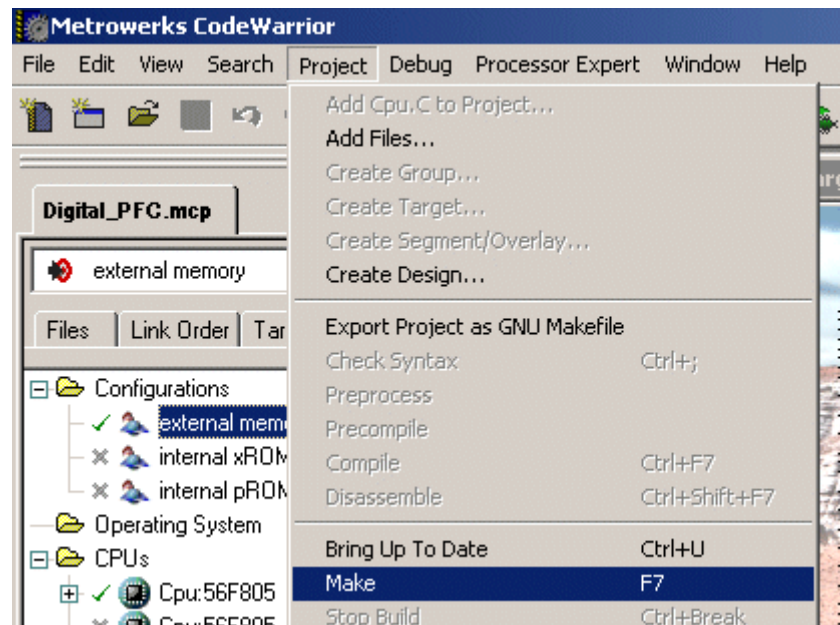 Metrowerks CodeWarrior
File Edit View Search Project Debug Processor Expert Window Help
Add Cpu.C to Project...
Add Files...
Create Group...
Create Target...
Create Segment/Overlay...
Create Design...
Digital_PFC.mcp
external memory
Files Link Order Tar
Export Project as GNU Makefile
Check Syntax Ctrl+;
Preprocess
Precompile
Compile Ctrl+F7
Disassemble Ctrl+Shift+F7
Configurations
external mem
internal xROM
internal pROM
Operating System
CPUs
Cpu:56F805
Cpu:56F805
Bring Up To Date Ctrl+U
Make F7
Stop Build Ctrl+Break